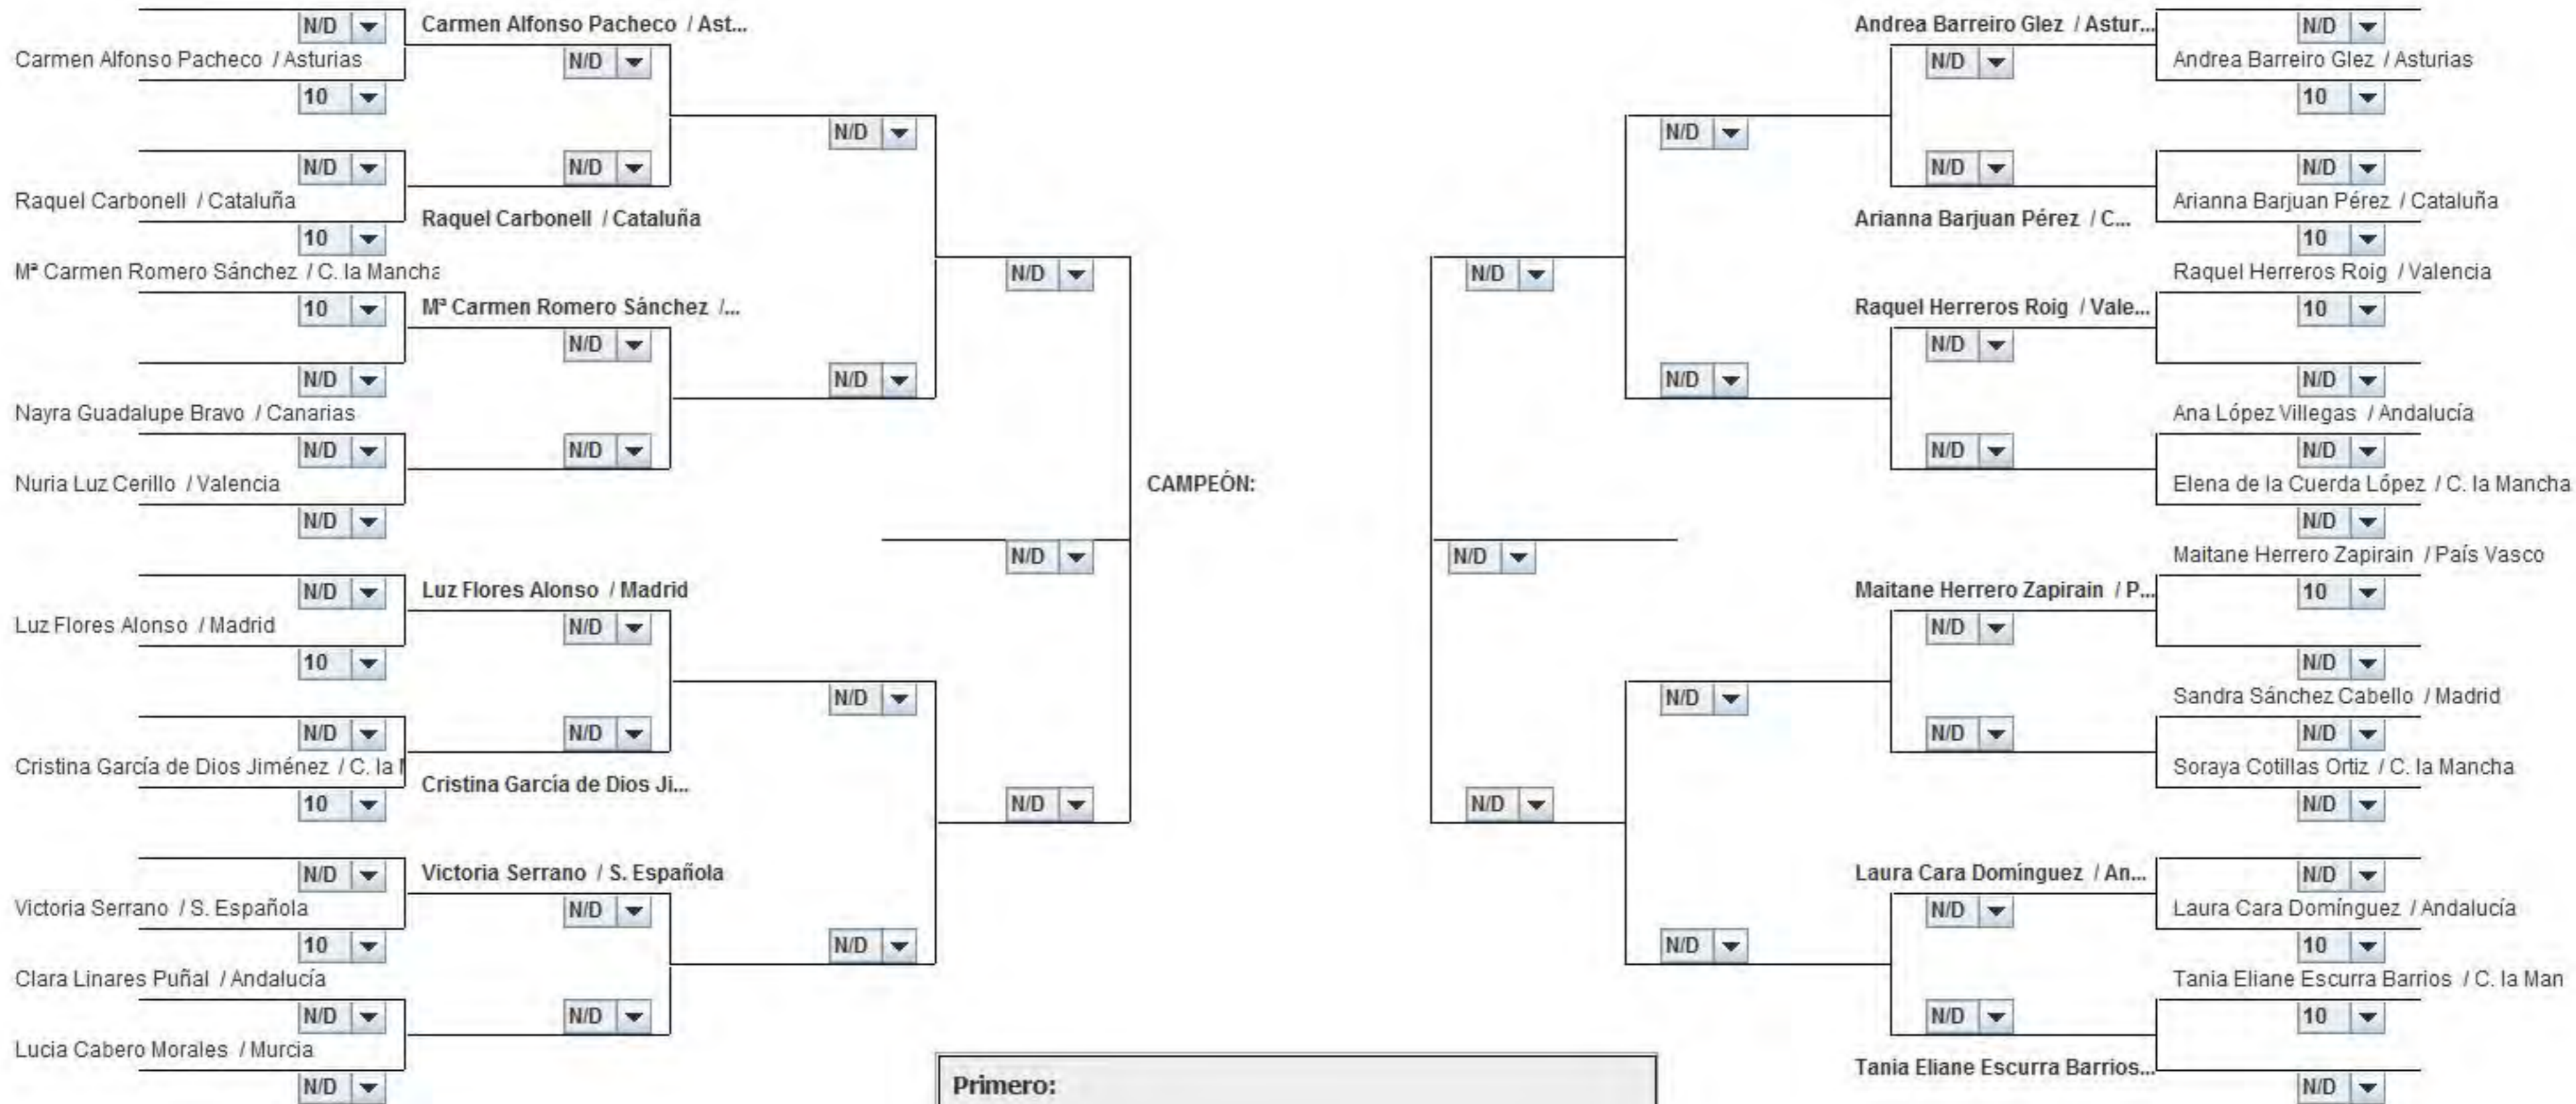 N/D
Carmen Alfonso Pacheco / Asturias
10
N/D
Raquel Carbonell / Cataluña
10
Mª Carmen Romero Sánchez / C. la Mancha
10
N/D
Nayra Guadalupe Bravo / Canarias
N/D
Nuria Luz Cerillo / Valencia
N/D
N/D
Luz Flores Alonso / Madrid
10
N/D
Cristina García de Dios Jiménez / C. la
10
N/D
Victoria Serrano / S. Española
10
Clara Linares Puñal / Andalucía
N/D
Lucia Cabero Morales / Murcia
N/D
Carmen Alfonso Pacheco / Ast...
N/D
N/D
Raquel Carbonell / Cataluña
Mª Carmen Romero Sánchez /...
N/D
N/D
Luz Flores Alonso / Madrid
N/D
N/D
Cristina García de Dios Ji...
Victoria Serrano / S. Española
N/D
N/D
N/D
N/D
N/D
N/D
N/D
N/D
N/D
CAMPEÓN:
Primero:
N/D
N/D
N/D
N/D
N/D
N/D
N/D
Andrea Barreiro Glez / Astur...
N/D
N/D
Arianna Barjuan Pérez / C...
Raquel Herreros Roig / Vale...
N/D
N/D
Maitane Herrero Zapirain / P...
N/D
N/D
Laura Cara Domínguez / An...
N/D
N/D
Tania Eliane Escurra Barrios...
N/D
Andrea Barreiro Glez / Asturias
10
N/D
Arianna Barjuan Pérez / Cataluña
10
Raquel Herreros Roig / Valencia
10
N/D
Ana López Villegas / Andalucía
N/D
Elena de la Cuerda López / C. la Mancha
N/D
Maitane Herrero Zapirain / País Vasco
10
N/D
Sandra Sánchez Cabello / Madrid
N/D
Soraya Cotillas Ortiz / C. la Mancha
N/D
N/D
Laura Cara Domínguez / Andalucía
10
Tania Eliane Escurra Barrios / C. la Man
10
N/D